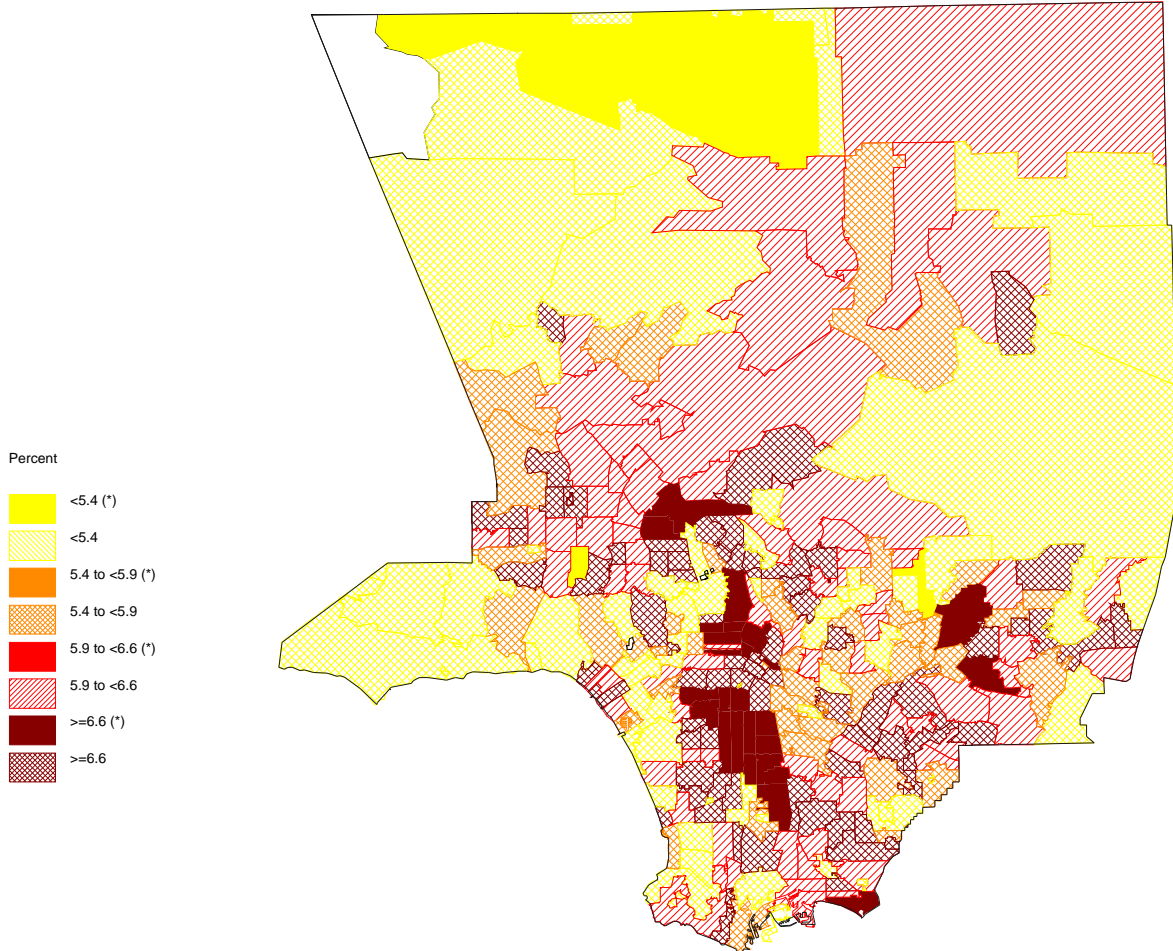 Percent
<5.4 (*)
<5.4
5.4 to <5.9 (*)
5.4 to <5.9
5.9 to <6.6 (*)
5.9 to <6.6
>=6.6 (*)
>=6.6